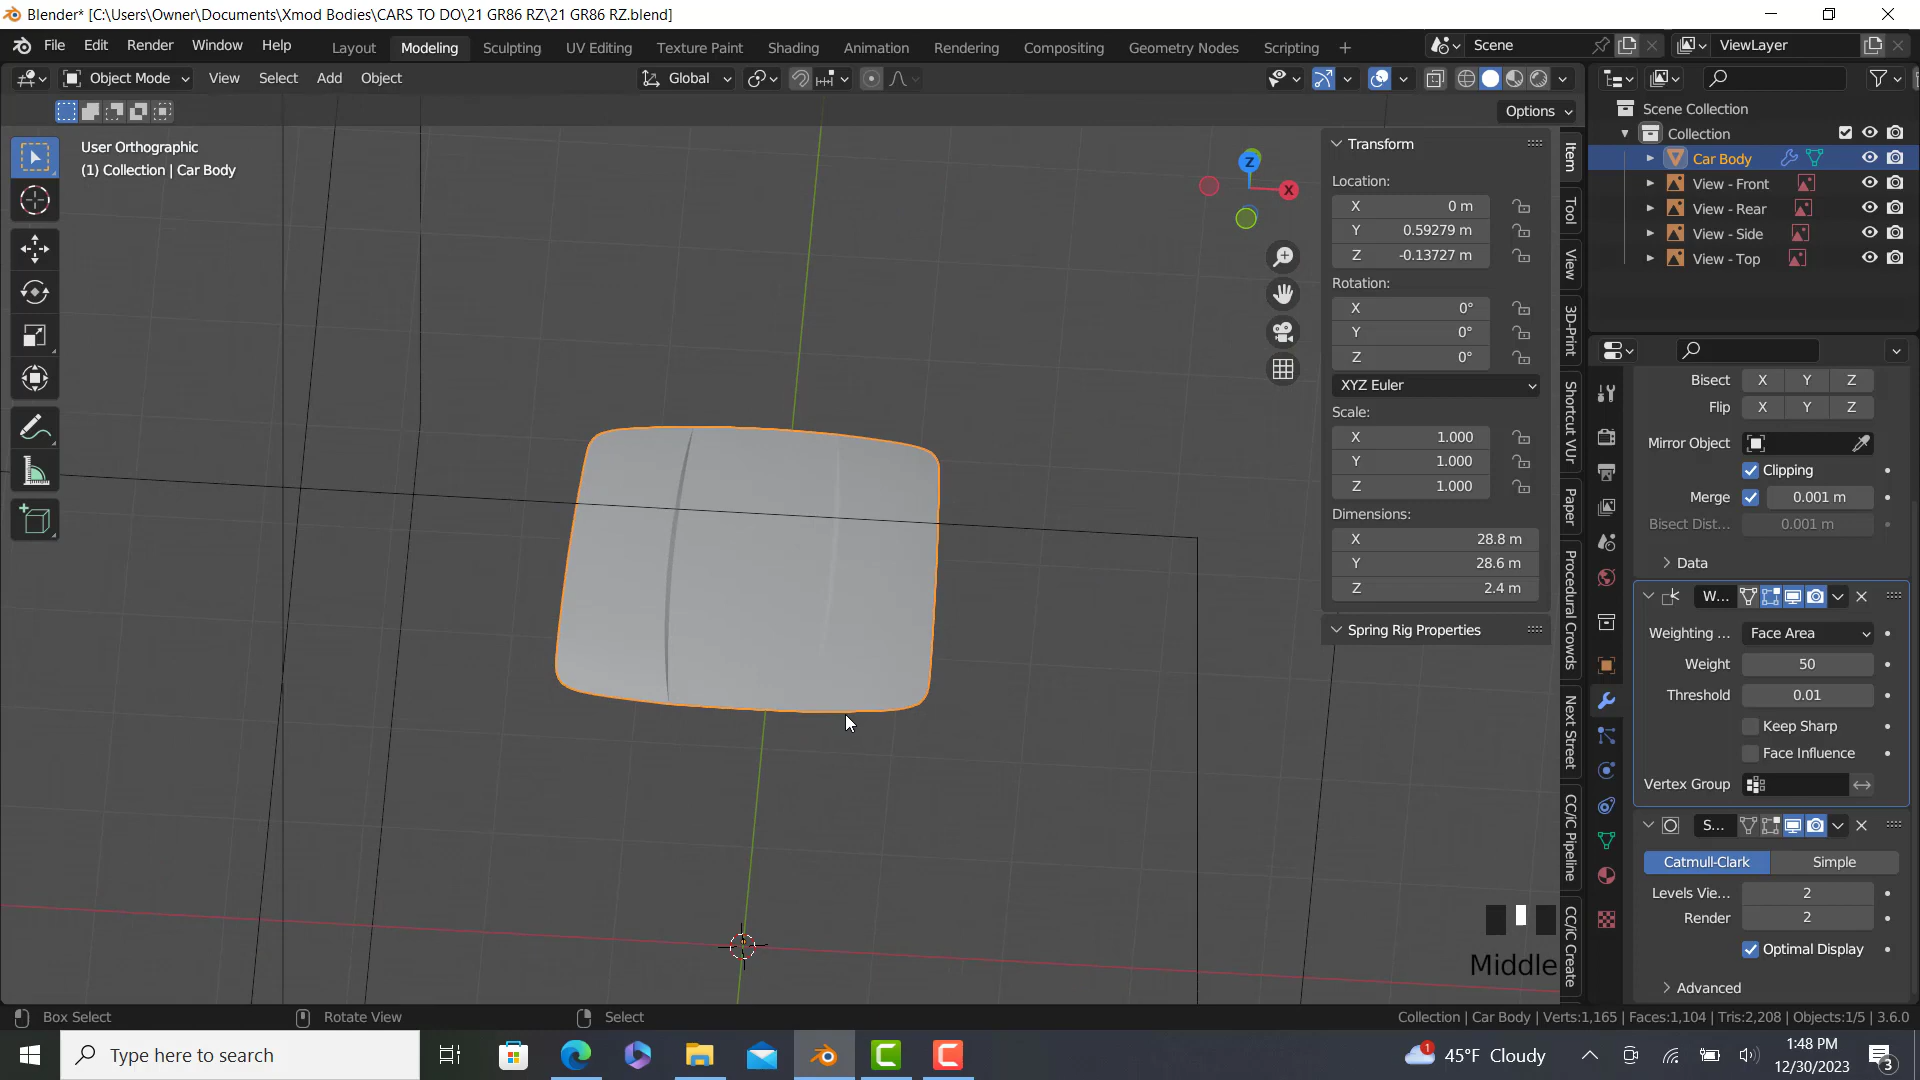 Blender* [C:\Users\Owner\Documents\Xmod Bodies\CARS TO DO\21 GR86 RZ\21 GR86 RZ.blend]
File Edit Render Window Help
Layout Modeling Sculpting UV Editing Texture Paint Shading Animation Rendering Compositing Geometry Nodes Scripting +
Scene
ViewLayer
Object Mode View Select Add Object
Global
Options
User Orthographic
(1) Collection | Car Body
Z
X
Transform
Location:
X 0 m
Y 0.59279 m
Z -0.13727 m
Rotation:
X 0°
Y 0°
Z 0°
XYZ Euler
Scale:
X 1.000
Y 1.000
Z 1.000
Dimensions:
X 28.8 m
Y 28.6 m
Z 2.4 m
Spring Rig Properties
Item
Tool
View
3D-Print
Shortcut VUr
Paper
Procedural Crowds
Next Street
CC/iC Pipeline
CC/iC Create
Scene Collection
Collection
Car Body
View - Front
View - Rear
View - Side
View - Top
Bisect X Y Z
Flip X Y Z
Mirror Object
Clipping
Merge 0.001 m
Bisect Dist... 0.001 m
Data
W...
Weighting ... Face Area
Weight 50
Threshold 0.01
Keep Sharp
Face Influence
Vertex Group
S...
Catmull-Clark Simple
Levels Vie... 2
Render 2
Optimal Display
Advanced
Middle
Box Select Rotate View Select
Collection | Car Body | Verts:1,165 | Faces:1,104 | Tris:2,208 | Objects:1/5 | 3.6.0
Type here to search
1
45°F Cloudy
1:48 PM
12/30/2023
3